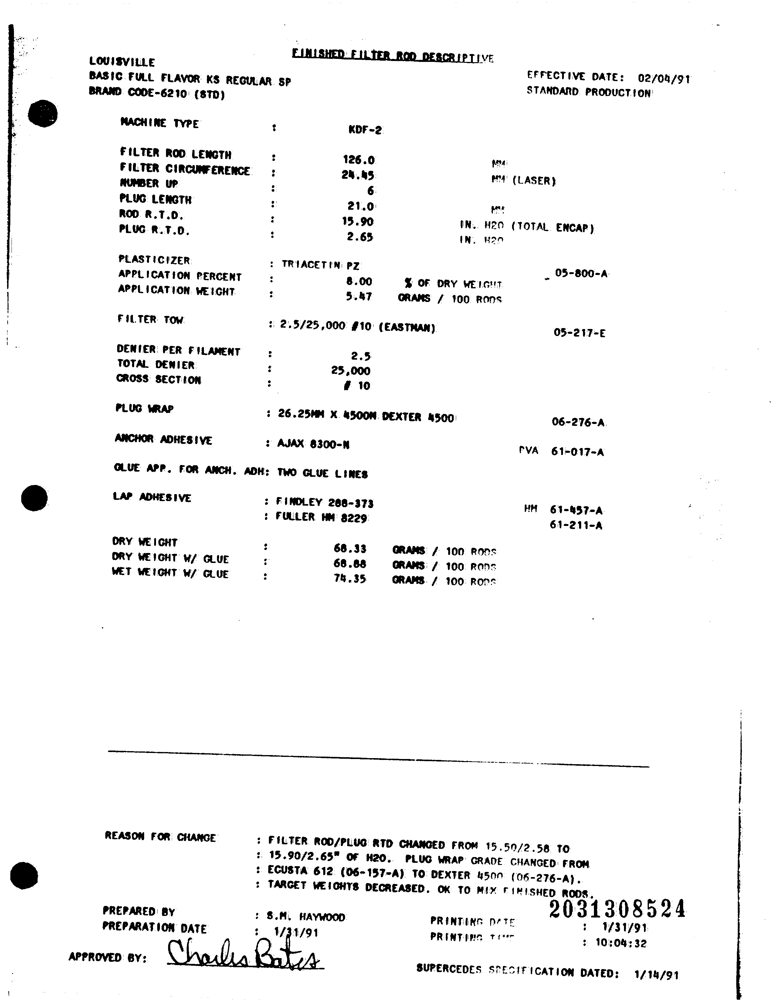 FINISHED FILTER ROD DESCRIPTIVE
LOUISVILLE
BASIC FULL FLAVOR KS REGULAR SP
EFFECTIVE DATE: 02/04/91
BRAND CODE-6210 (STD)
STANDARD PRODUCTION
MACHINE TYPE : KDF-2
FILTER ROD LENGTH : 126.0 MM
FILTER CIRCUMFERENCE : 24.45 MM (LASER)
NUMBER UP : 6
PLUG LENGTH : 21.0 MM
ROD R.T.D. : 15.90 IN. H2O (TOTAL ENCAP)
PLUG R.T.D. : 2.65 IN. H2O
PLASTICIZER : TRIACETIN PZ 05-800-A
APPLICATION PERCENT : 8.00 % OF DRY WEIGHT
APPLICATION WEIGHT : 5.47 GRAMS / 100 RODS
FILTER TOW : 2.5/25,000 #10 (EASTMAN) 05-217-E
DENIER PER FILAMENT : 2.5
TOTAL DENIER : 25,000
CROSS SECTION : # 10
PLUG WRAP : 26.25MM X 4500M DEXTER 4500 06-276-A
ANCHOR ADHESIVE : AJAX 8300-N PVA 61-017-A
GLUE APP. FOR ANCH. ADH: TWO GLUE LINES
LAP ADHESIVE : FINDLEY 288-373 HM 61-457-A
: FULLER HM 8229 61-211-A
DRY WEIGHT : 68.33 GRAMS / 100 RODS
DRY WEIGHT W/ GLUE : 68.88 GRAMS / 100 RODS
WET WEIGHT W/ GLUE : 74.35 GRAMS / 100 RODS
REASON FOR CHANGE : FILTER ROD/PLUG RTD CHANGED FROM 15.50/2.58 TO
: 15.90/2.65" OF H2O. PLUG WRAP GRADE CHANGED FROM
: ECUSTA 612 (06-157-A) TO DEXTER 4500 (06-276-A).
: TARGET WEIGHTS DECREASED. OK TO MIX FINISHED RODS.
2031308524
PREPARED BY : S.M. HAYWOOD PRINTING DATE : 1/31/91
PREPARATION DATE : 1/31/91 PRINTING TIME : 10:04:32
APPROVED BY: Charles Bates
SUPERCEDES SPECIFICATION DATED: 1/14/91